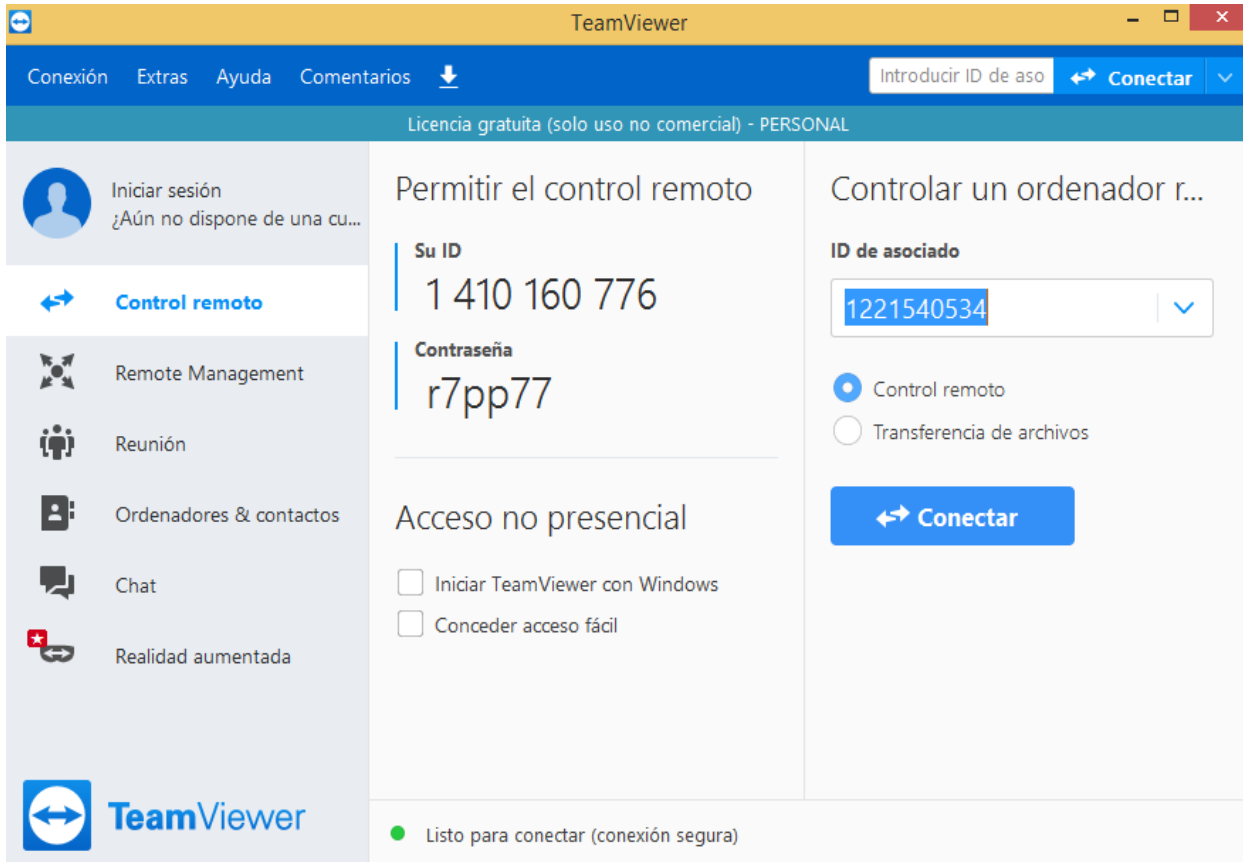 TeamViewer
Conexión Extras Ayuda Comentarios Introducir ID de aso Conectar
Licencia gratuita (solo uso no comercial) - PERSONAL
Iniciar sesión
¿Aún no dispone de una cu...
Control remoto
Remote Management
Reunión
Ordenadores & contactos
Chat
Realidad aumentada
TeamViewer
Permitir el control remoto
Su ID
1 410 160 776
Contraseña
r7pp77
Acceso no presencial
Iniciar TeamViewer con Windows
Conceder acceso fácil
Controlar un ordenador r...
ID de asociado
1221540534
Control remoto
Transferencia de archivos
Conectar
Listo para conectar (conexión segura)